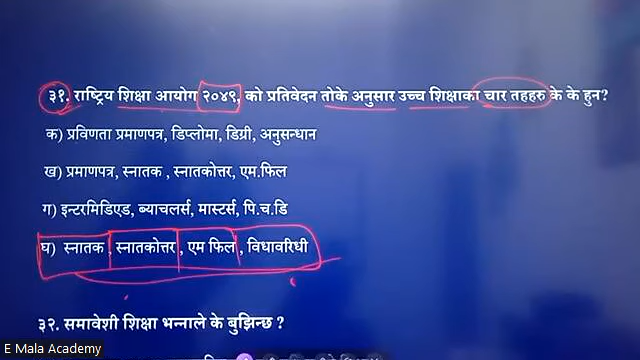 ३१. राष्ट्रिय शिक्षा आयोग २०४९, को प्रतिवेदन तोके अनुसार उच्च शिक्षाका चार तहहरु के के हुन?
क) प्रविणता प्रमाणपत्र, डिप्लोमा, डिग्री, अनुसन्धान
ख) प्रमाणपत्र, स्नातक , स्नातकोत्तर, एम.फिल
ग) इन्टरमिडिएड, ब्याचलर्स, मास्टर्स, पि.च.डि
घ) स्नातक , स्नातकोत्तर , एम फिल , विधावरिधी
३२. समावेशी शिक्षा भन्नाले के बुझिन्छ ?
E Mala Academy